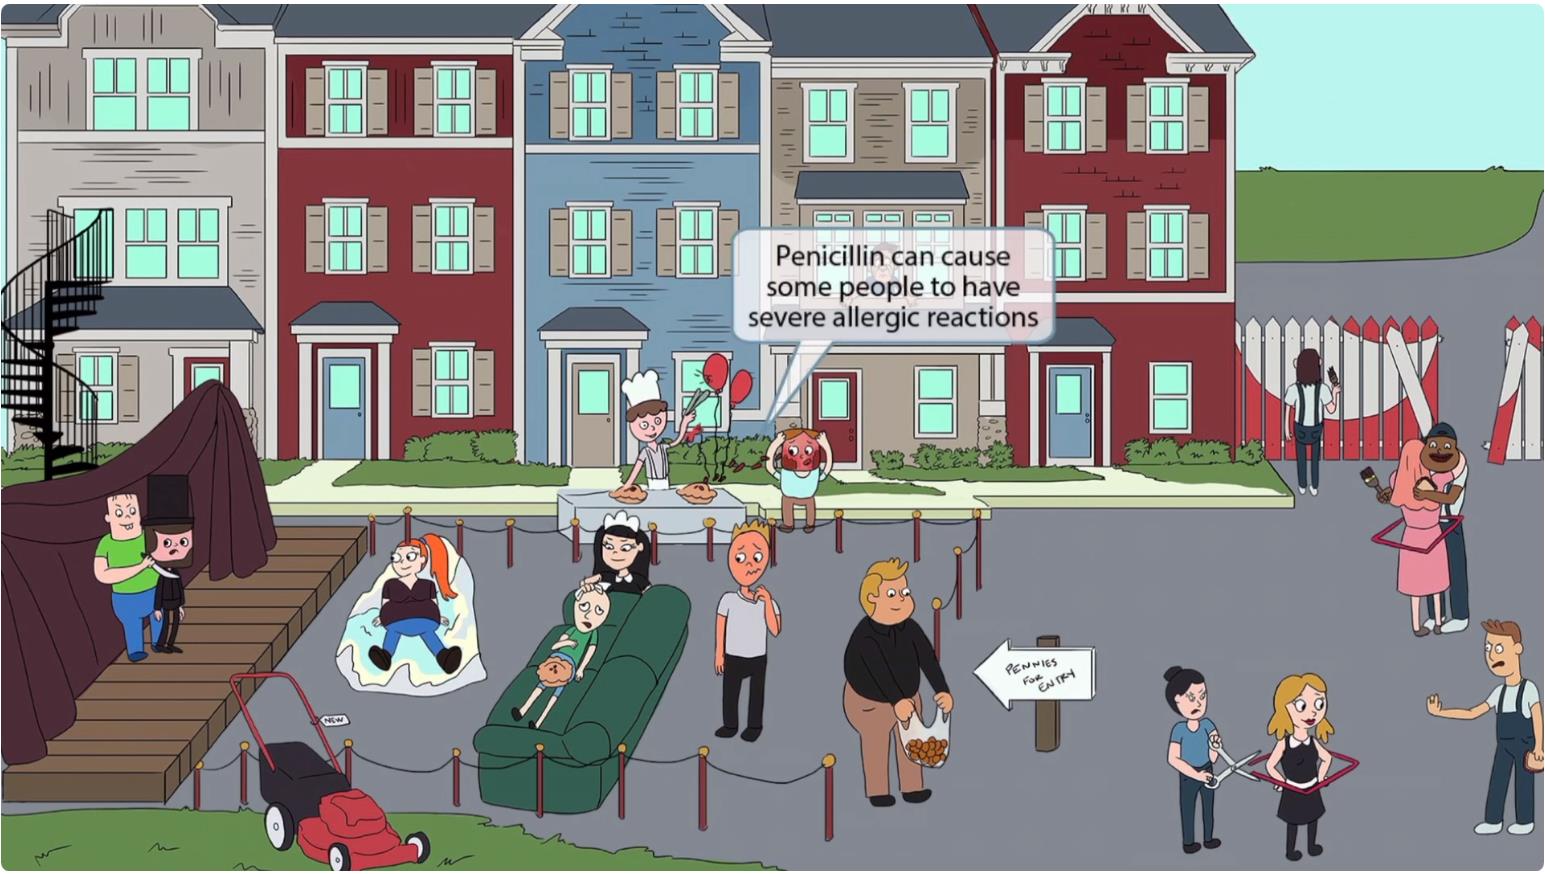 Penicillin can cause
some people to have
severe allergic reactions
PENNIES
FOR
ENTRY
NEW